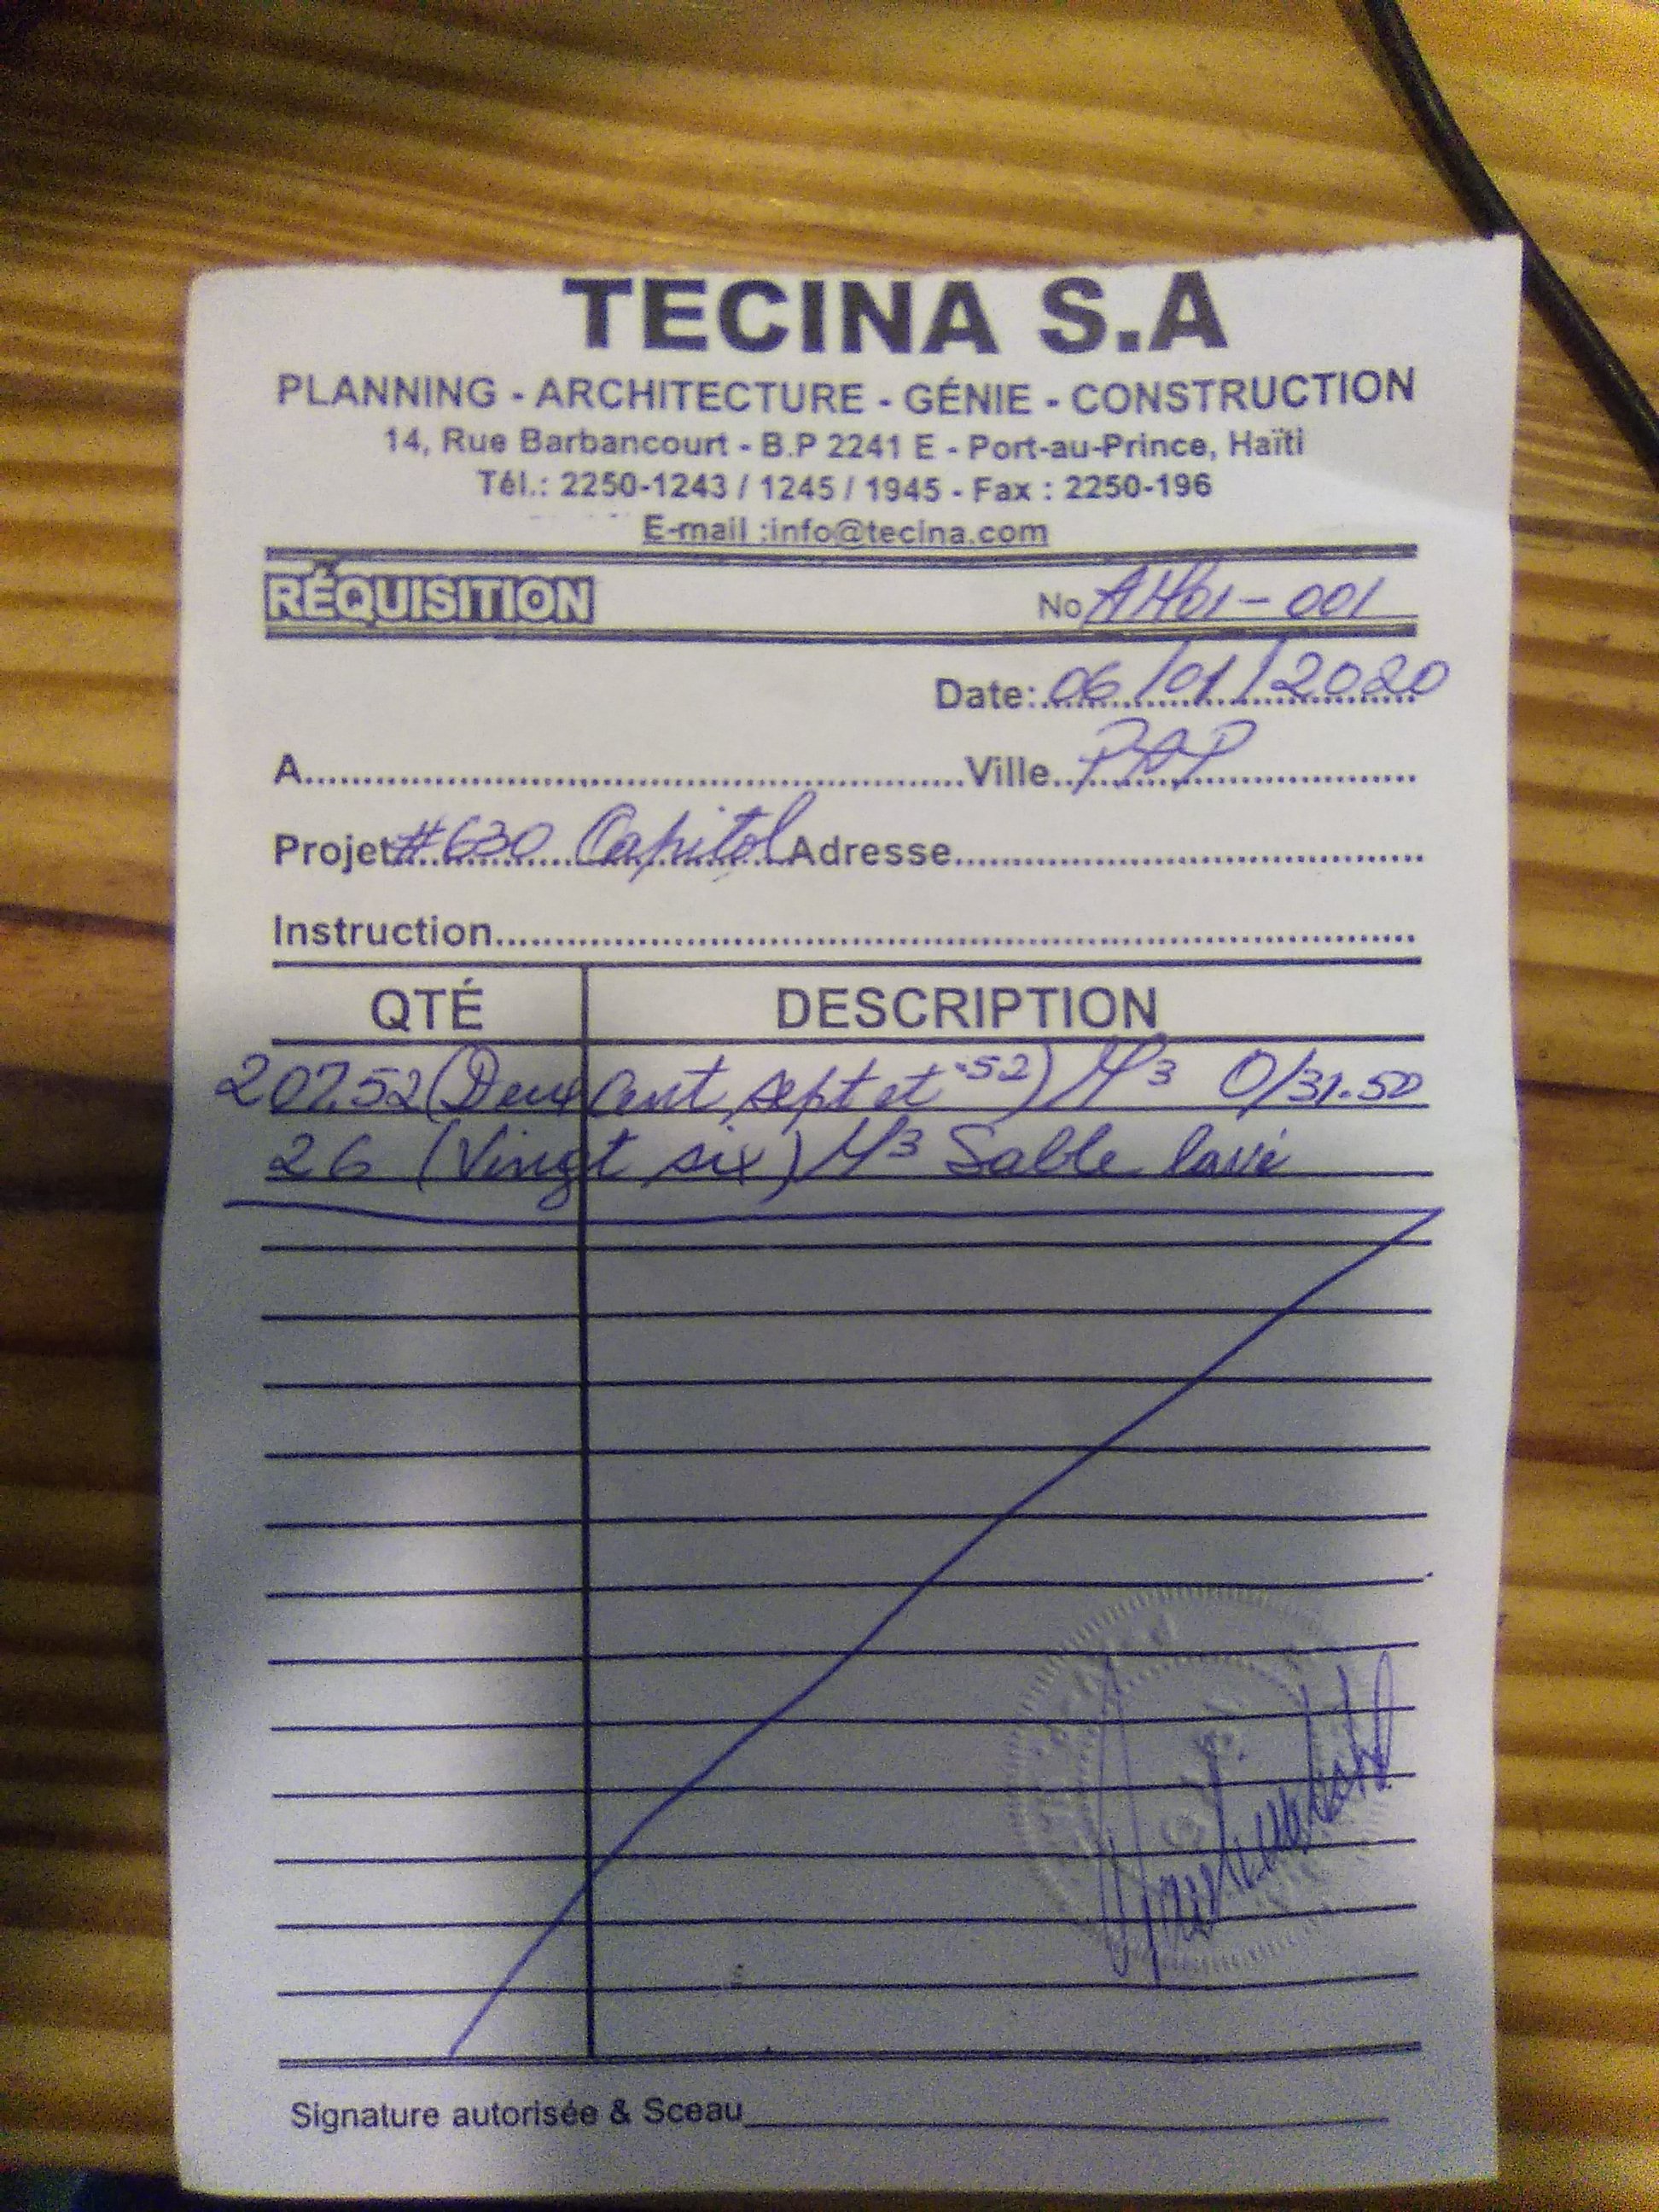 TECINA S.A
PLANNING - ARCHITECTURE - GÉNIE - CONSTRUCTION
14, Rue Barbancourt - B.P 2241 E - Port-au-Prince, Haïti
Tél.: 2250-1243 / 1245 / 1945 - Fax : 2250-196
E-mail :info@tecina.com
RÉQUISITION No AH01-001
Date: 06/01/2020
A Ville PAP
Projet #630 Capitol Adresse
Instruction
QTÉ DESCRIPTION
207.52 (Deux Cent sept et .52) M3 0/31.50
26 (Vingt six) M3 Sable lavé
Signature autorisée & Sceau